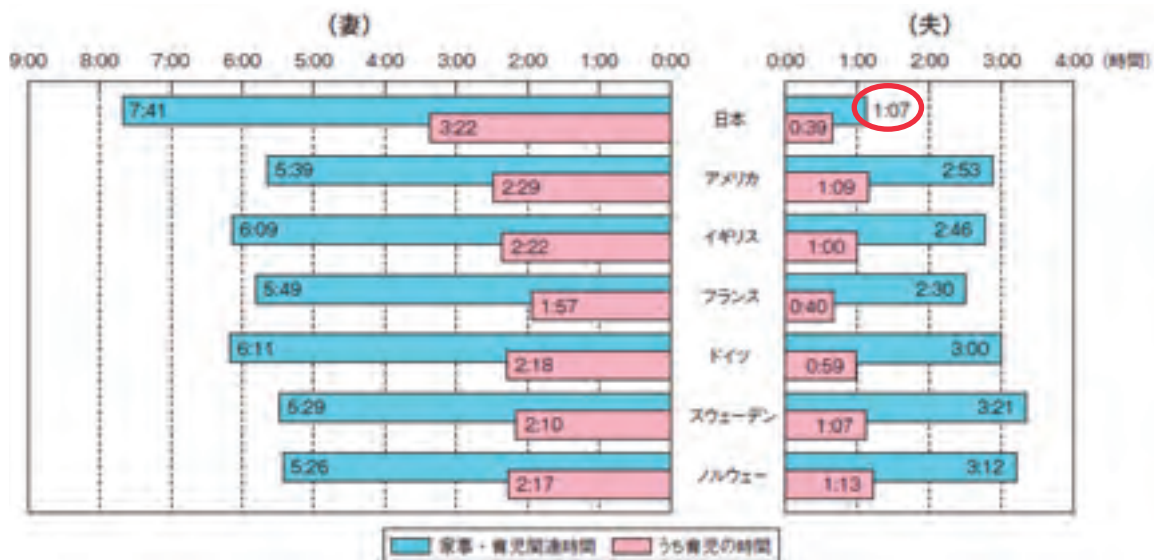 (妻) (夫)
9:00 8:00 7:00 6:00 5:00 4:00 3:00 2:00 1:00 0:00 0:00 1:00 2:00 3:00 4:00 (時間)
7:41 日本 1:07
3:22 0:39
5:39 アメリカ 2:53
2:29 1:09
6:09 イギリス 2:46
2:22 1:00
5:49 フランス 2:30
1:57 0:40
6:11 ドイツ 3:00
2:18 0:59
5:29 スウェーデン 3:21
2:10 1:07
5:26 ノルウェー 3:12
2:17 1:13
家事・育児関連時間 うち育児の時間